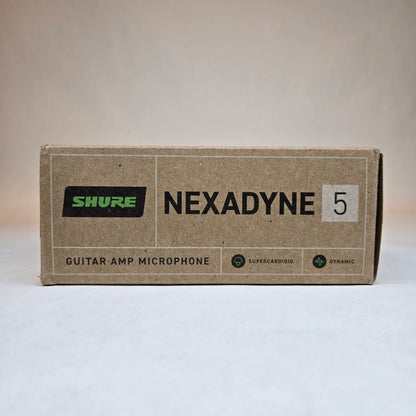 SHURE
NEXADYNE 5
GUITAR AMP MICROPHONE
SUPERCARDIOID
DYNAMIC